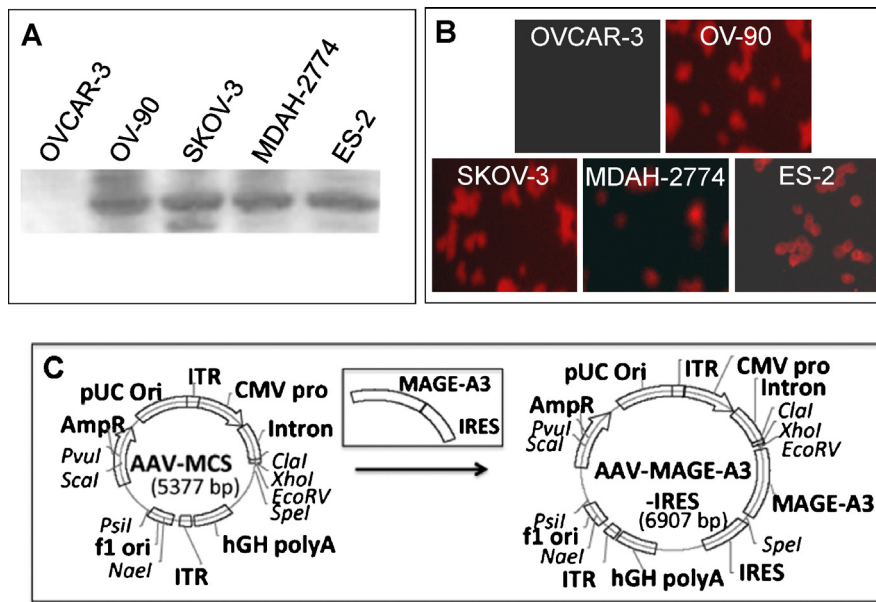 A
OVCAR-3
OV-90
SKOV-3
MDAH-2774
ES-2
B
OVCAR-3
OV-90
SKOV-3
MDAH-2774
ES-2
C
pUC Ori
ITR
CMV pro
AmpR
Intron
PvuI
ScaI
AAV-MCS
(5377 bp)
ClaI
XhoI
EcoRV
SpeI
PsiI
f1 ori
NaeI
ITR
hGH polyA
MAGE-A3
IRES
pUC Ori
ITR
CMV pro
Intron
AmpR
ClaI
PvuI
XhoI
ScaI
EcoRV
AAV-MAGE-A3
-IRES
(6907 bp)
MAGE-A3
PsiI
f1 ori
SpeI
NaeI
ITR
hGH polyA
IRES